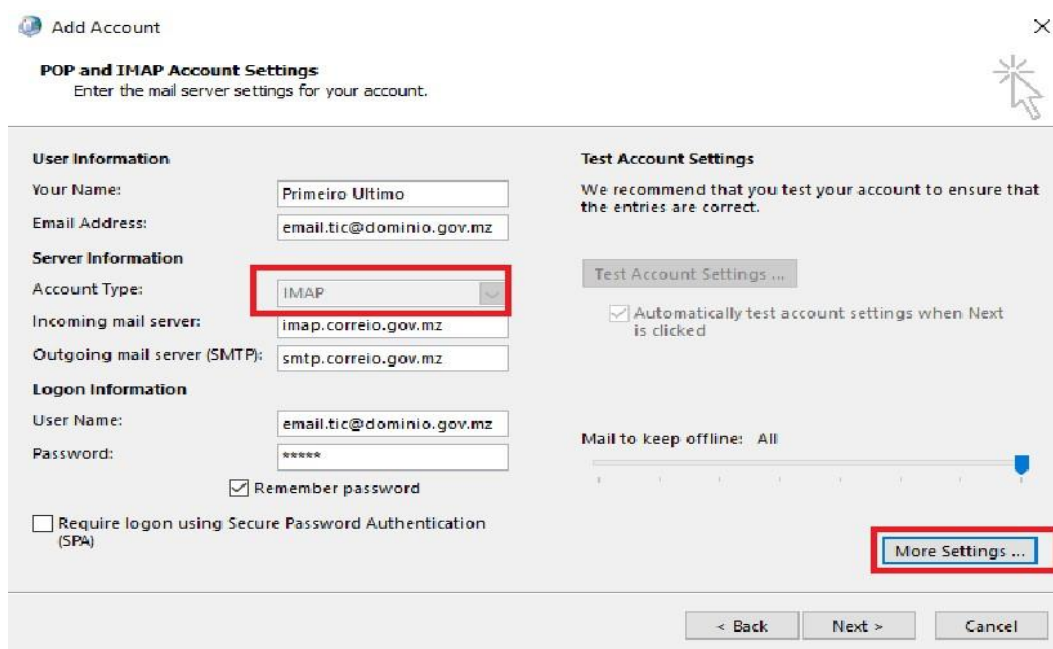 Add Account
POP and IMAP Account Settings
Enter the mail server settings for your account.
User Information
Your Name:
Primeiro Ultimo
Email Address:
email.tic@dominio.gov.mz
Server Information
Account Type:
IMAP
Incoming mail server:
imap.correio.gov.mz
Outgoing mail server (SMTP):
smtp.correio.gov.mz
Logon Information
User Name:
email.tic@dominio.gov.mz
Password:
*****
Remember password
Require logon using Secure Password Authentication
(SPA)
Test Account Settings
We recommend that you test your account to ensure that
the entries are correct.
Test Account Settings ...
Automatically test account settings when Next
is clicked
Mail to keep offline: All
More Settings ...
< Back
Next >
Cancel